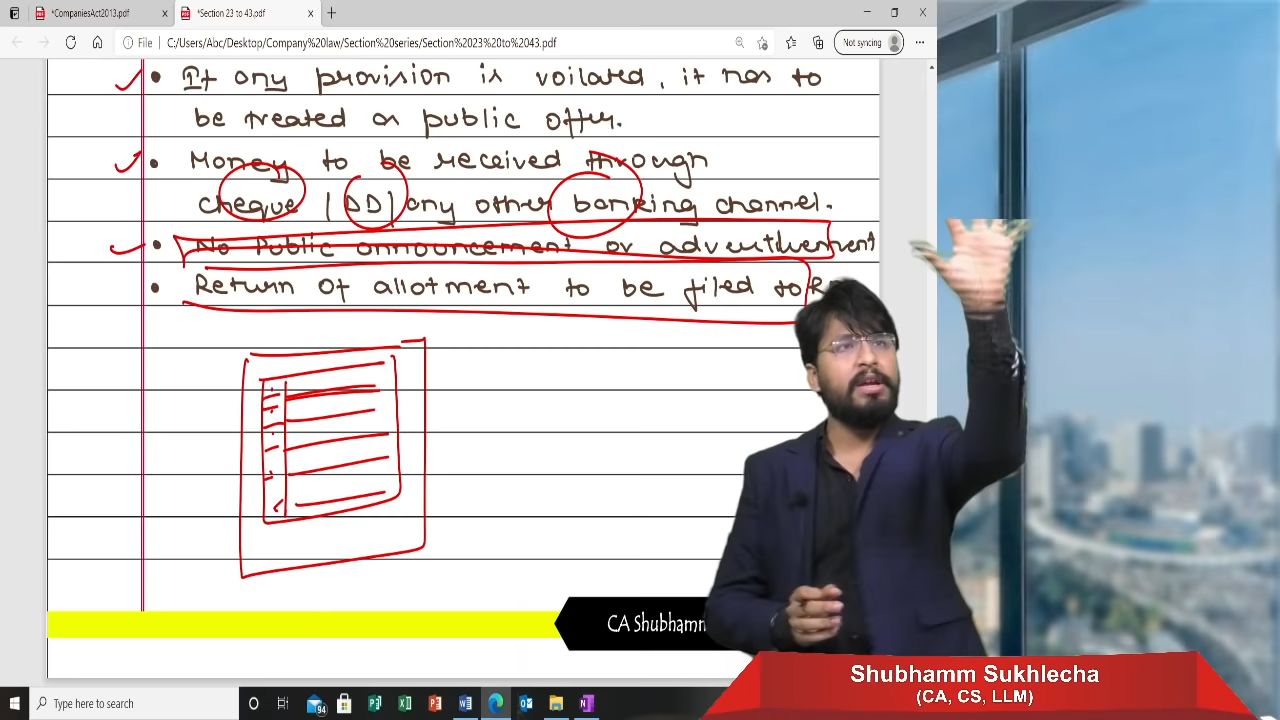 *CompaniesAct2013.pdf
*Section 23 to 43.pdf
File
C:/Users/Abc/Desktop/Company%20law/Section%20series/Section%2023%20to%2043.pdf
Not syncing
• If any provision is voilated, it has to
be treated as public offer.
• Money to be received through
cheque | DD | any other banking channel.
• No Public announcement or advertisement
• Return of allotment to be filed to
CA Shubhamm
Shubhamm Sukhlecha
(CA, CS, LLM)
Type here to search
94